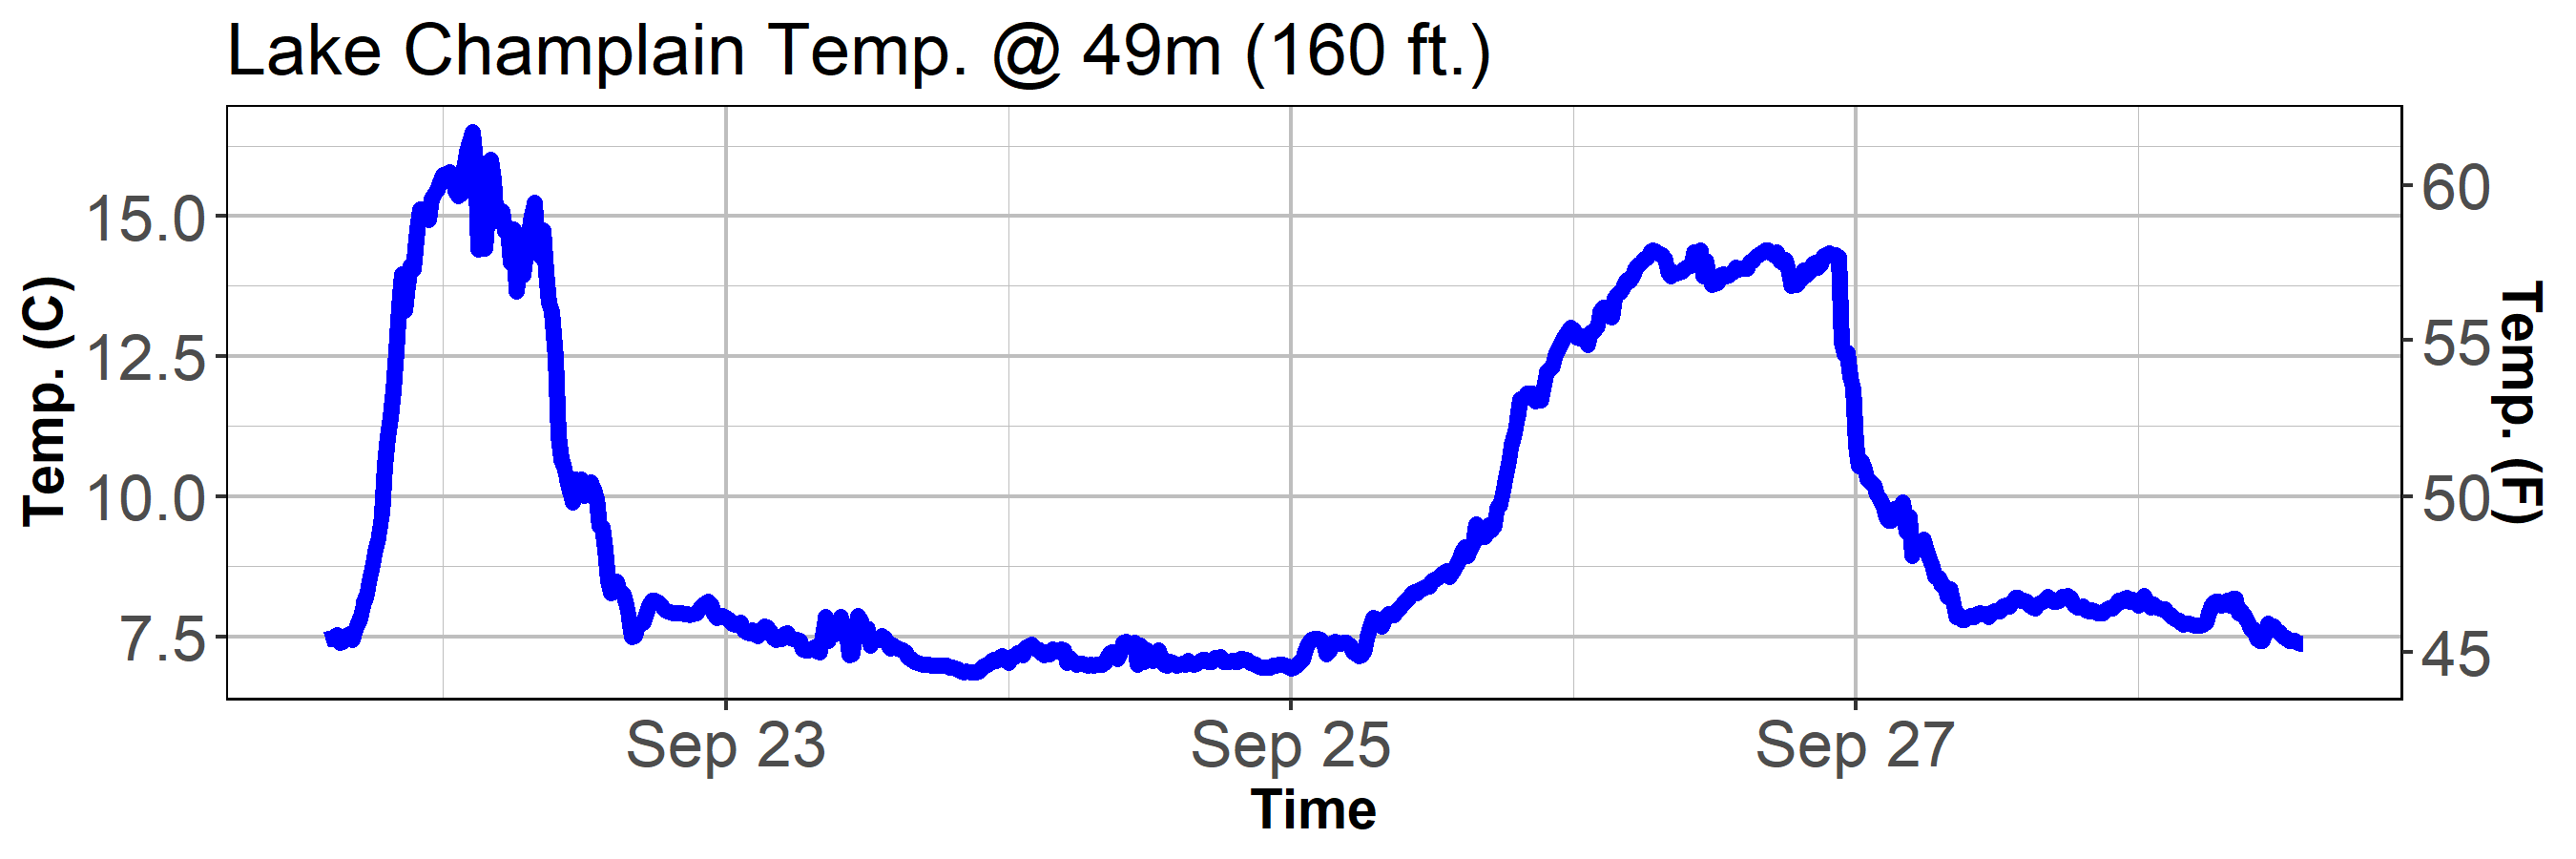 Lake Champlain Temp. @ 49m (160 ft.)
Temp. (C)
15.0
12.5
10.0
7.5
60
55
50
45
Temp. (F)
Sep 23 Sep 25 Sep 27
Time